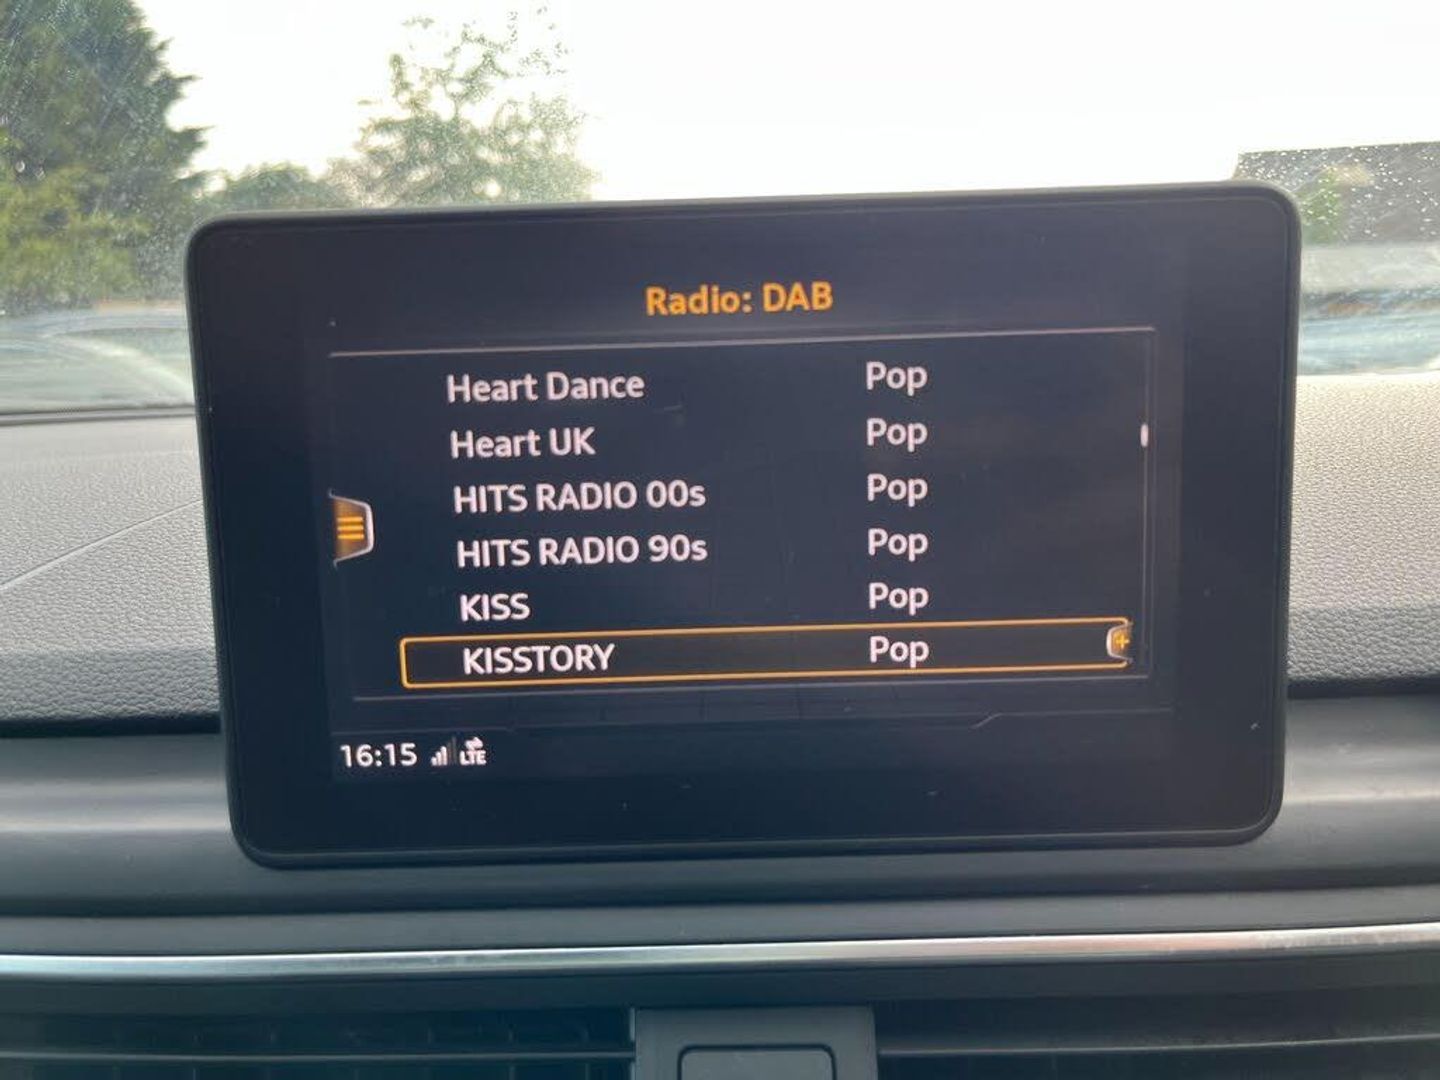 Radio: DAB
Heart Dance Pop
Heart UK Pop
HITS RADIO 00s Pop
HITS RADIO 90s Pop
KISS Pop
KISSTORY Pop
16:15 LTE